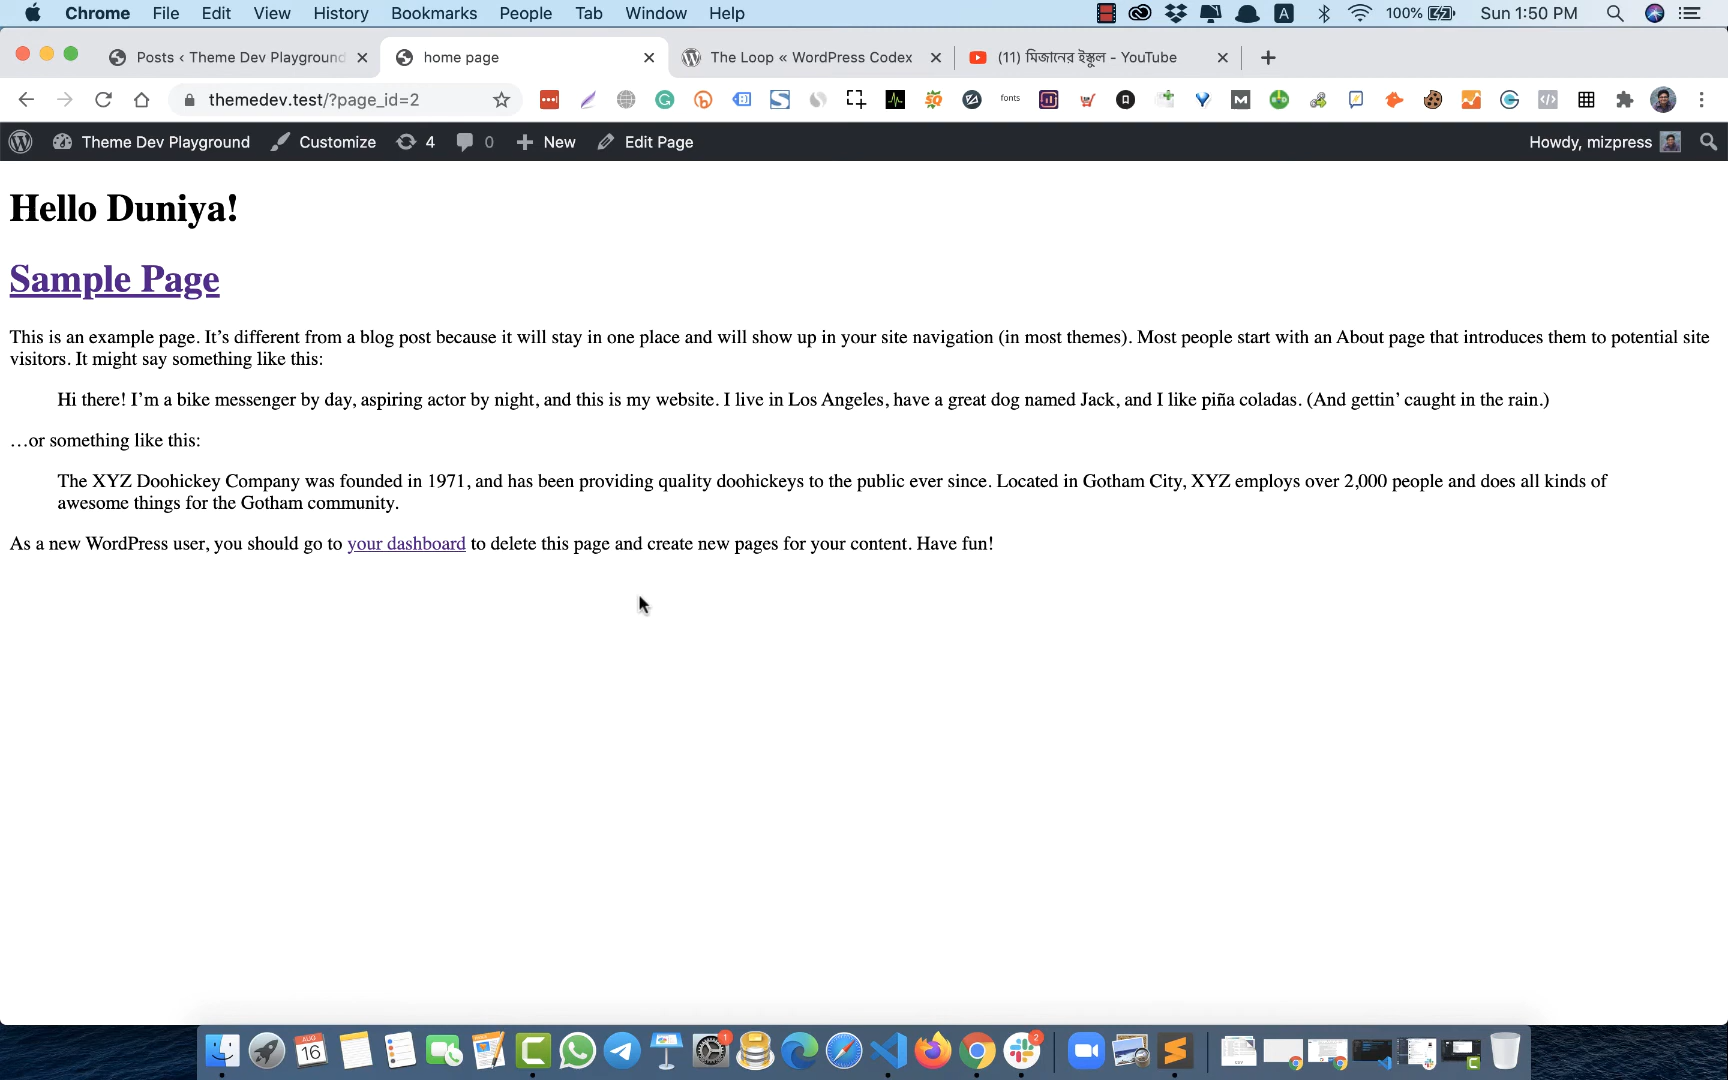 Chrome File Edit View History Bookmarks People Tab Window Help A 100% Sun 1:50 PM
Posts ‹ Theme Dev Playground home page The Loop « WordPress Codex (11) মিজানের ইস্কুল - YouTube
themedev.test/?page_id=2 fonts
Theme Dev Playground Customize 4 0 New Edit Page Howdy, mizpress
Hello Duniya!
Sample Page
This is an example page. It’s different from a blog post because it will stay in one place and will show up in your site navigation (in most themes). Most people start with an About page that introduces them to potential site
visitors. It might say something like this:
Hi there! I’m a bike messenger by day, aspiring actor by night, and this is my website. I live in Los Angeles, have a great dog named Jack, and I like piña coladas. (And gettin’ caught in the rain.)
…or something like this:
The XYZ Doohickey Company was founded in 1971, and has been providing quality doohickeys to the public ever since. Located in Gotham City, XYZ employs over 2,000 people and does all kinds of
awesome things for the Gotham community.
As a new WordPress user, you should go to your dashboard to delete this page and create new pages for your content. Have fun!
AUG
16
1
2